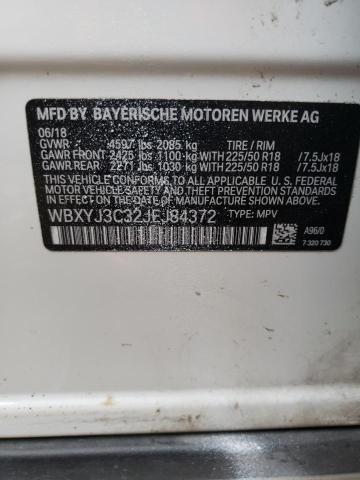 MFD BY BAYERISCHE MOTOREN WERKE AG
06/18
GVWR 4597 lbs 2085 kg TIRE / RIM
GAWR FRONT 2425 lbs 1100 kg WITH 225/50 R18 /7.5Jx18
GAWR REAR 2271 lbs 1030 kg WITH 225/50 R18 /7.5Jx18
THIS VEHICLE CONFORMS TO ALL APPLICABLE
U.S. FEDERAL MOTOR VEHICLE SAFETY STANDARDS
IN EFFECT ON THE DATE OF MANUFACTURE SHOWN ABOVE.
WBXYJ3C32JEJ84372 TYPE: MPV
A96/0
7 320 730